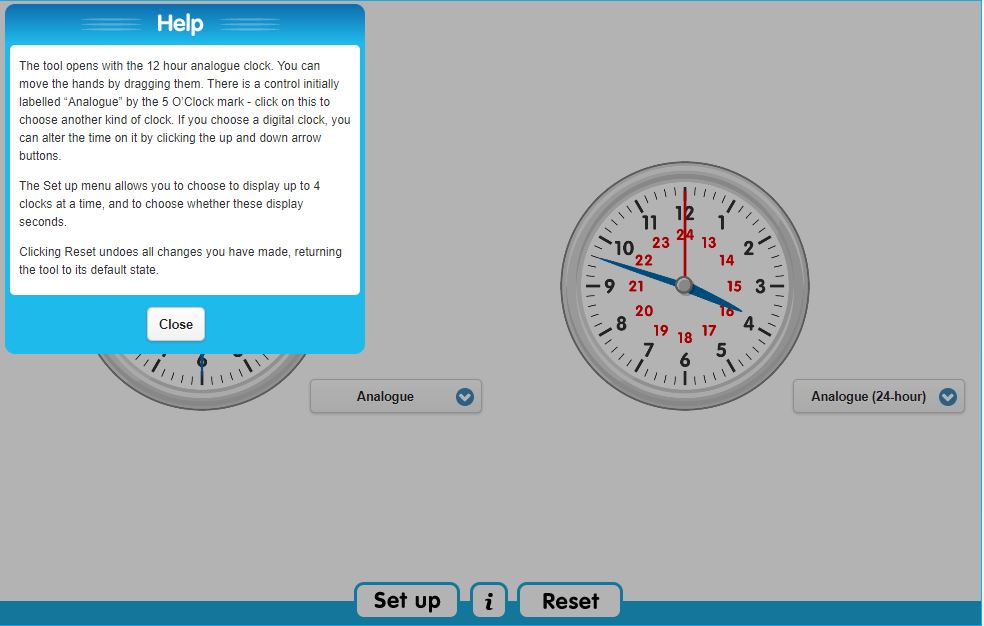 Help
The tool opens with the 12 hour analogue clock. You can
move the hands by dragging them. There is a control initially
labelled “Analogue” by the 5 O’Clock mark - click on this to
choose another kind of clock. If you choose a digital clock, you
can alter the time on it by clicking the up and down arrow
buttons.
The Set up menu allows you to choose to display up to 4
clocks at a time, and to choose whether these display
seconds.
Clicking Reset undoes all changes you have made, returning
the tool to its default state.
Close
6
Analogue
12
1
2
3
4
5
6
7
8
9
10
11
24
13
14
15
16
17
18
19
20
21
22
23
Analogue (24-hour)
Set up
i
Reset